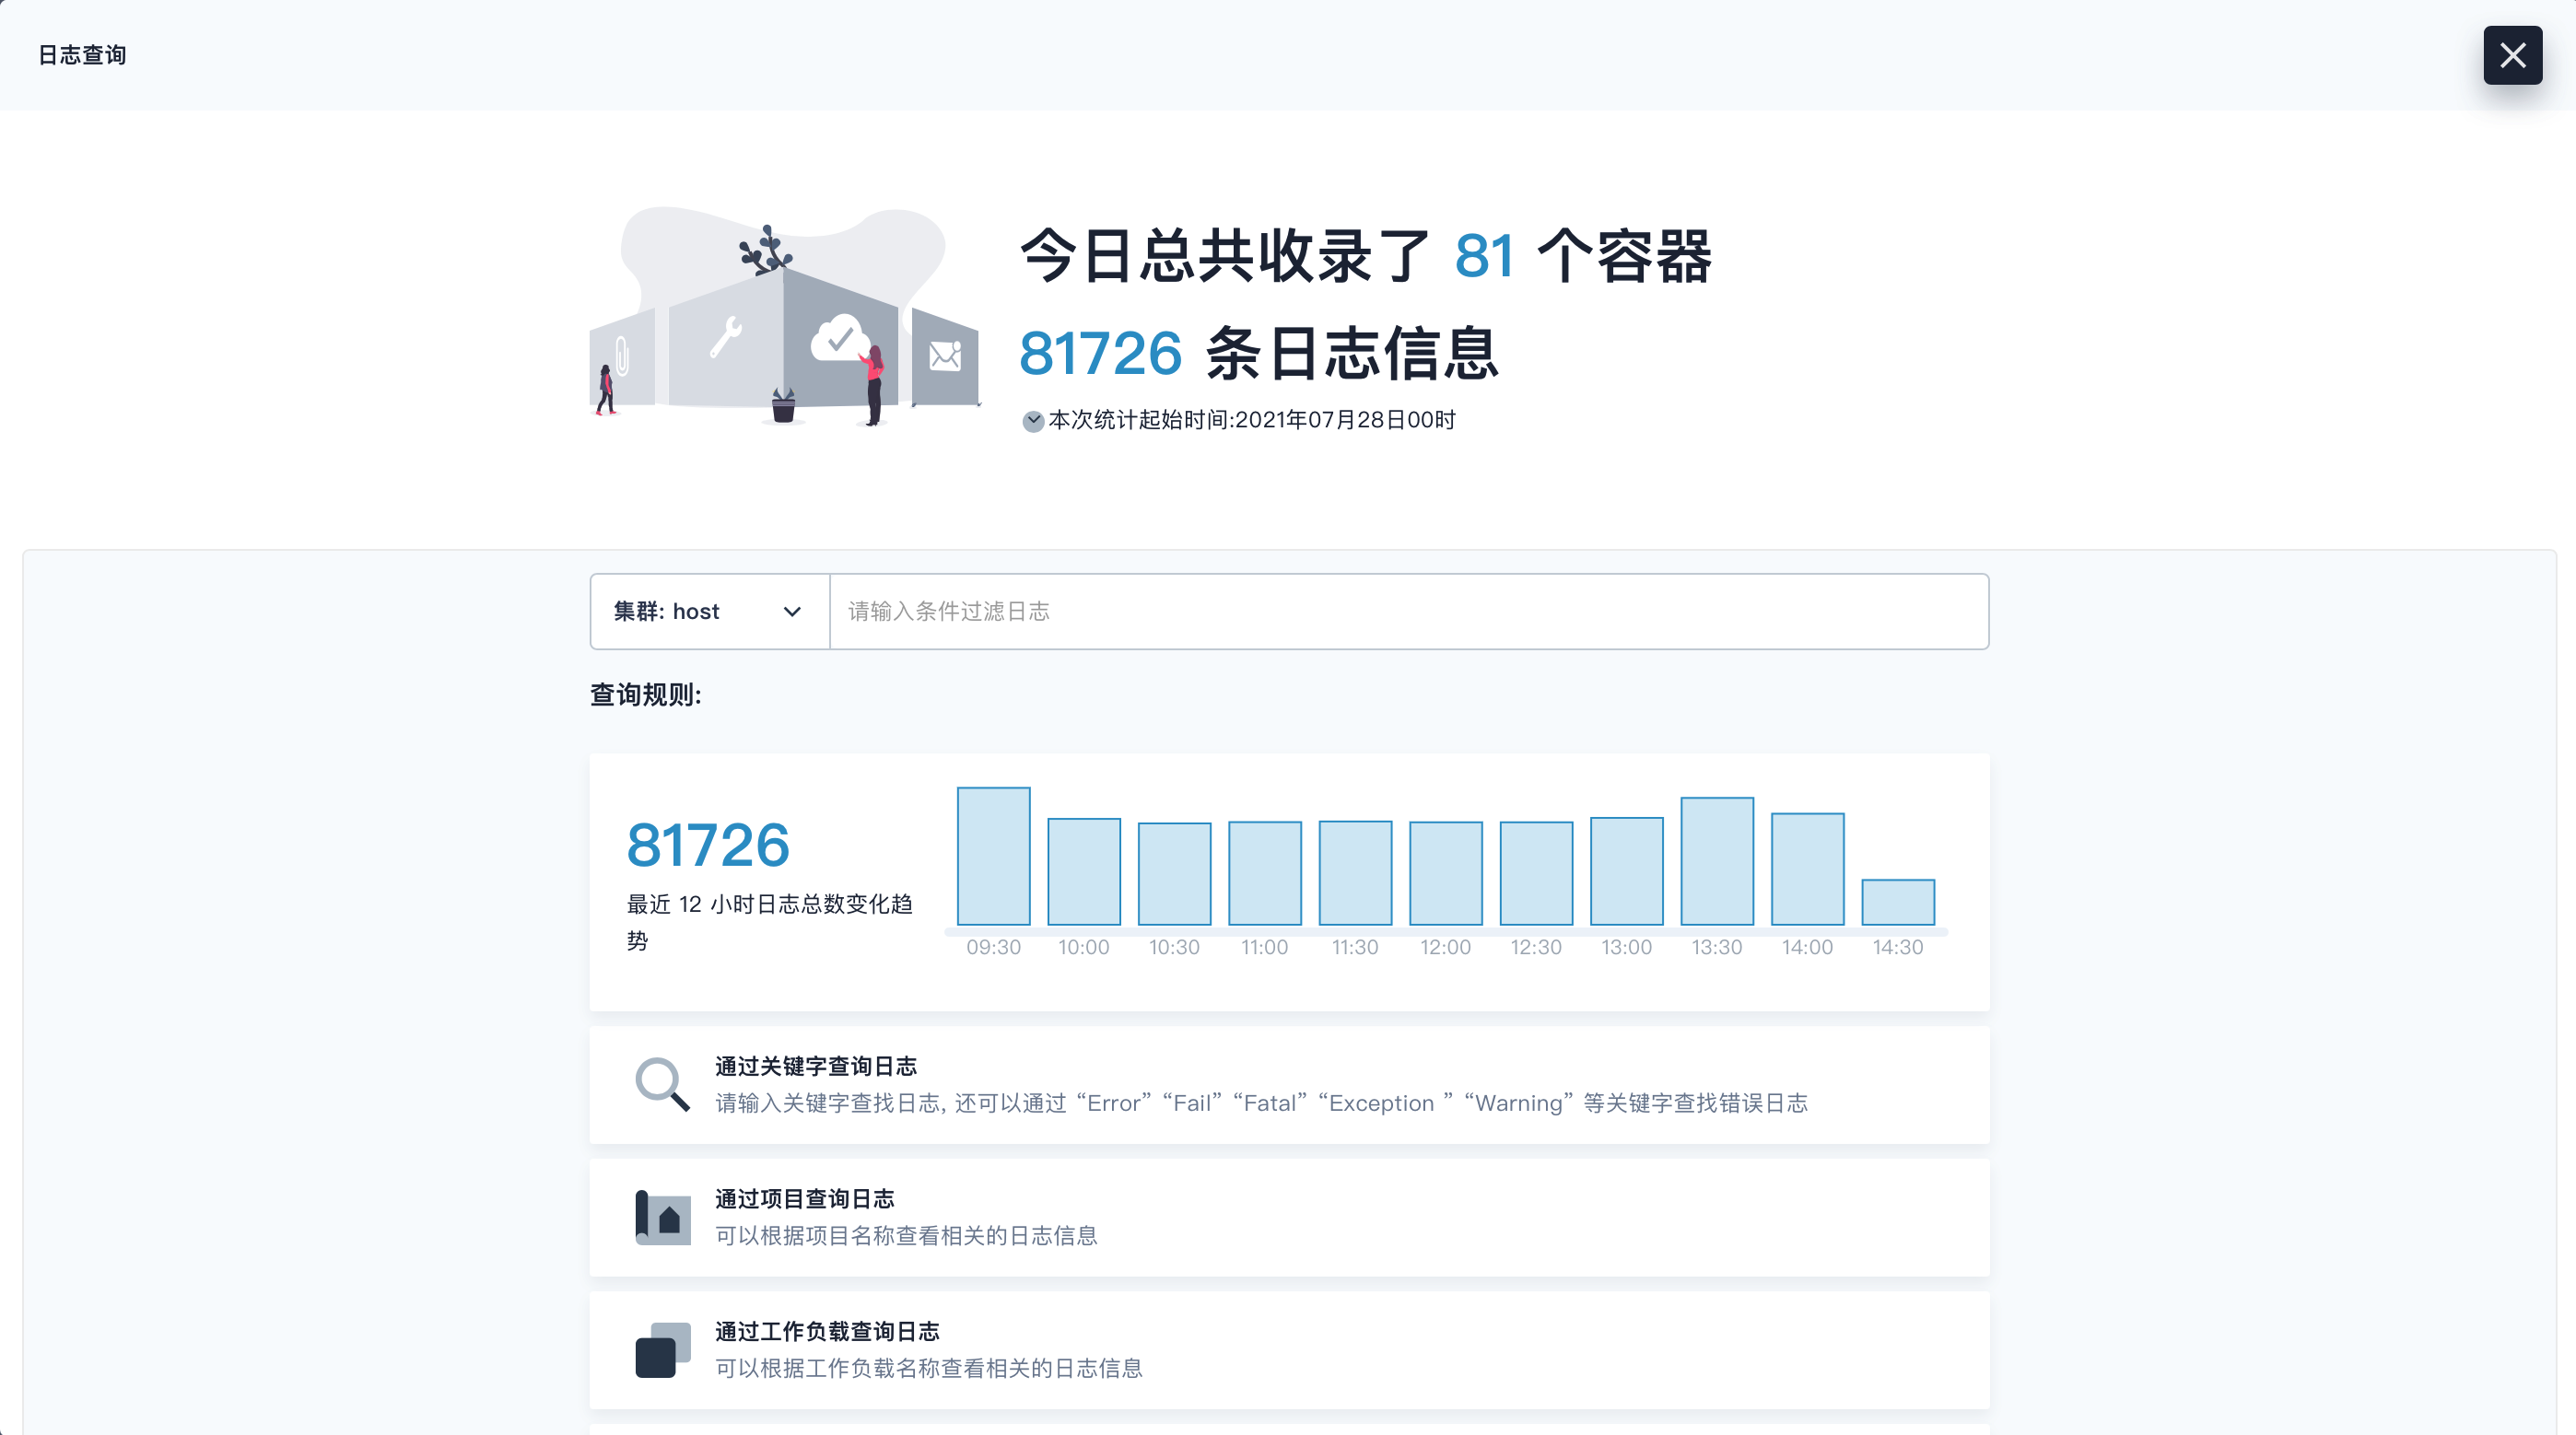 日志查询
今日总共收录了 81 个容器
81726 条日志信息
本次统计起始时间:2021年07月28日00时
集群: host
请输入条件过滤日志
查询规则:
81726
最近 12 小时日志总数变化趋
势
09:30 10:00 10:30 11:00 11:30 12:00 12:30 13:00 13:30 14:00 14:30
通过关键字查询日志
请输入关键字查找日志, 还可以通过 “Error” “Fail” “Fatal” “Exception ” “Warning” 等关键字查找错误日志
通过项目查询日志
可以根据项目名称查看相关的日志信息
通过工作负载查询日志
可以根据工作负载名称查看相关的日志信息